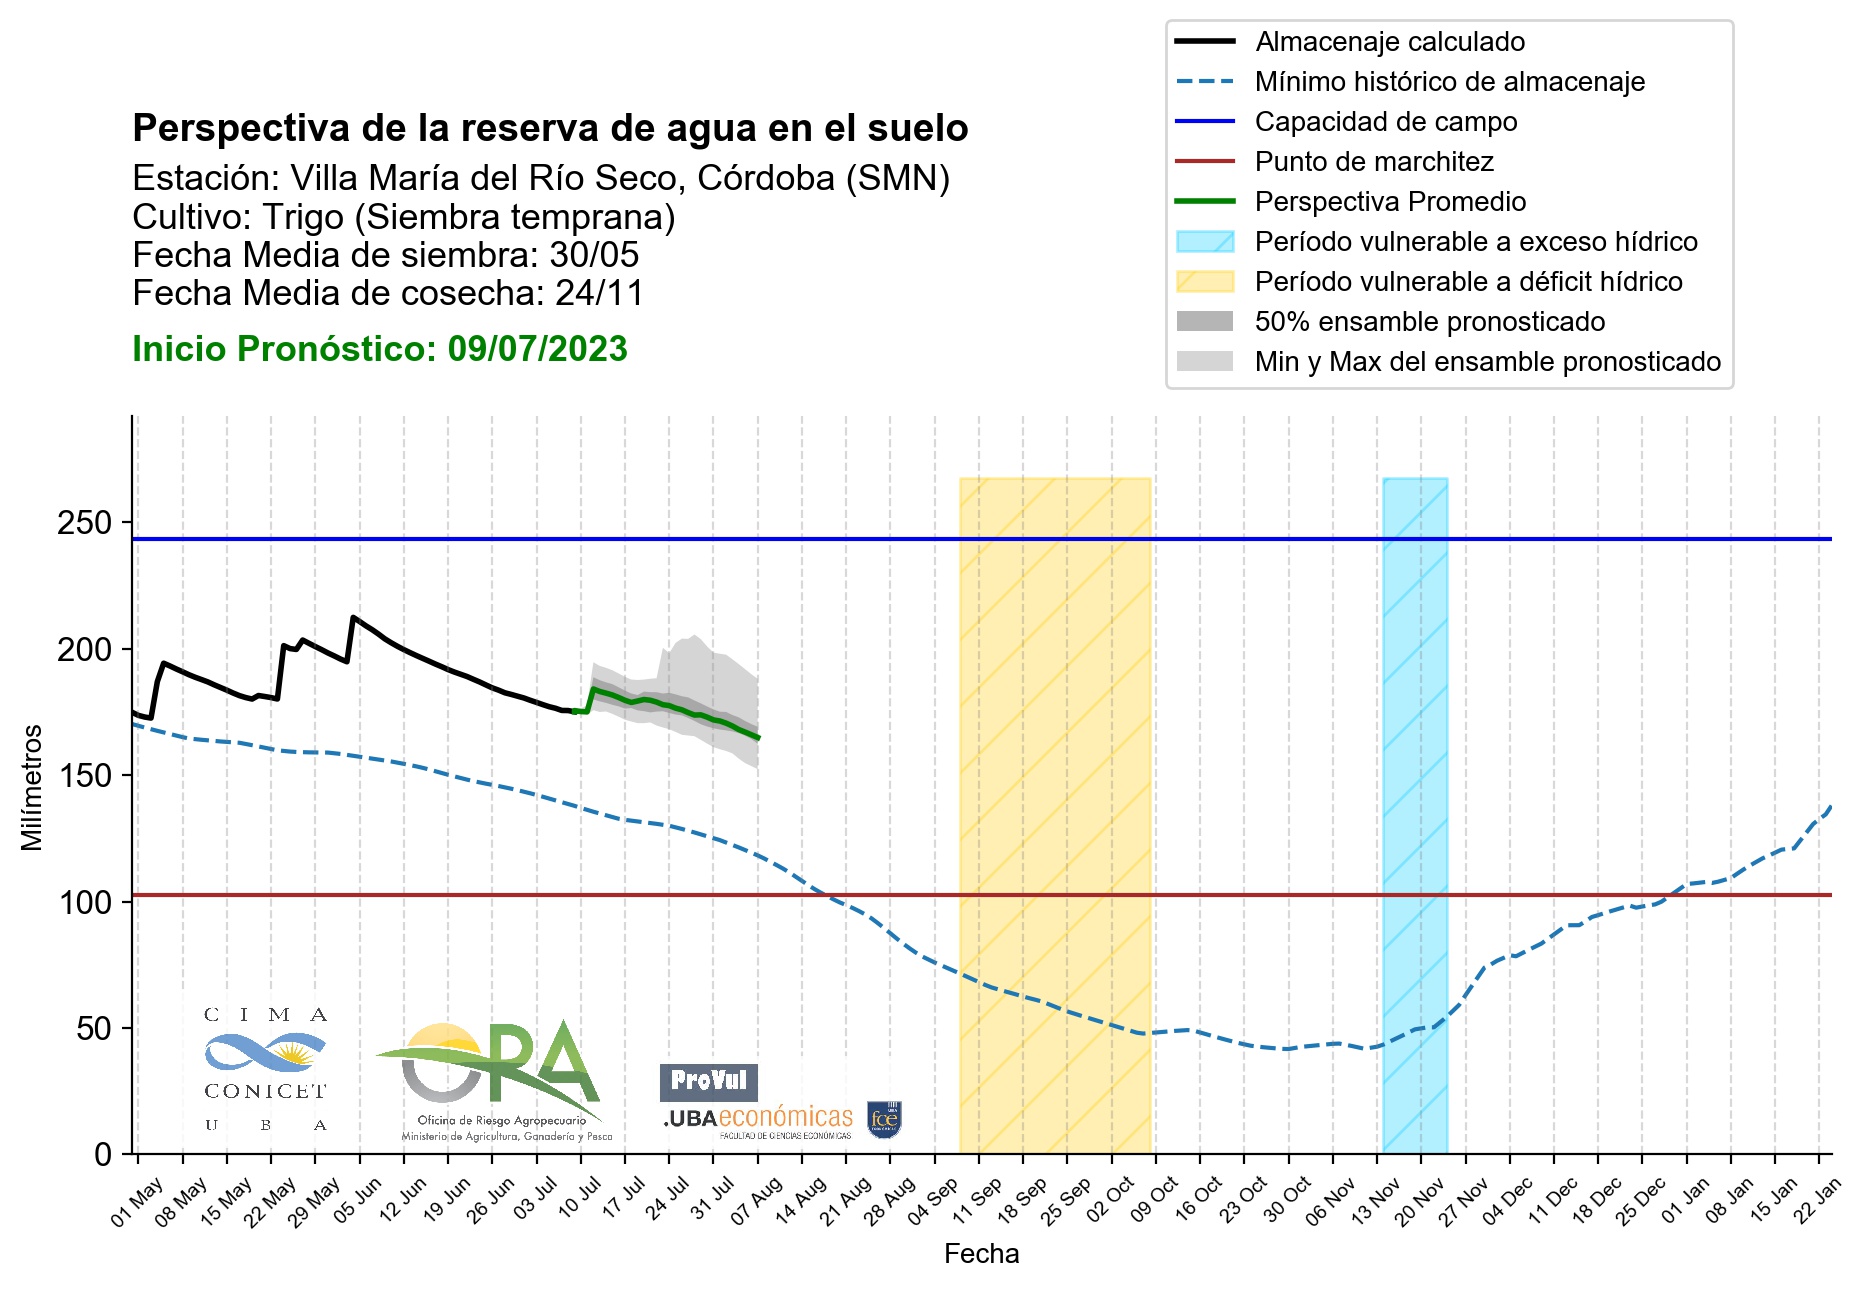 Almacenaje calculado
Mínimo histórico de almacenaje
Capacidad de campo
Punto de marchitez
Perspectiva Promedio
Período vulnerable a exceso hídrico
Período vulnerable a déficit hídrico
50% ensamble pronosticado
Min y Max del ensamble pronosticado
Perspectiva de la reserva de agua en el suelo
Estación: Villa María del Río Seco, Córdoba (SMN)
Cultivo: Trigo (Siembra temprana)
Fecha Media de siembra: 30/05
Fecha Media de cosecha: 24/11
Inicio Pronóstico: 09/07/2023
Milímetros
250
200
150
100
50
0
CIMA
CONICET
UBA
ORA
Oficina de Riesgo Agropecuario
Ministerio de Agricultura, Ganadería y Pesca
ProVul
.UBAeconómicas
FACULTAD DE CIENCIAS ECONÓMICAS
UBA
fce
ECONÓMICAS
01 May
08 May
15 May
22 May
29 May
05 Jun
12 Jun
19 Jun
26 Jun
03 Jul
10 Jul
17 Jul
24 Jul
31 Jul
07 Aug
14 Aug
21 Aug
28 Aug
04 Sep
11 Sep
18 Sep
25 Sep
02 Oct
09 Oct
16 Oct
23 Oct
30 Oct
06 Nov
13 Nov
20 Nov
27 Nov
04 Dec
11 Dec
18 Dec
25 Dec
01 Jan
08 Jan
15 Jan
22 Jan
Fecha